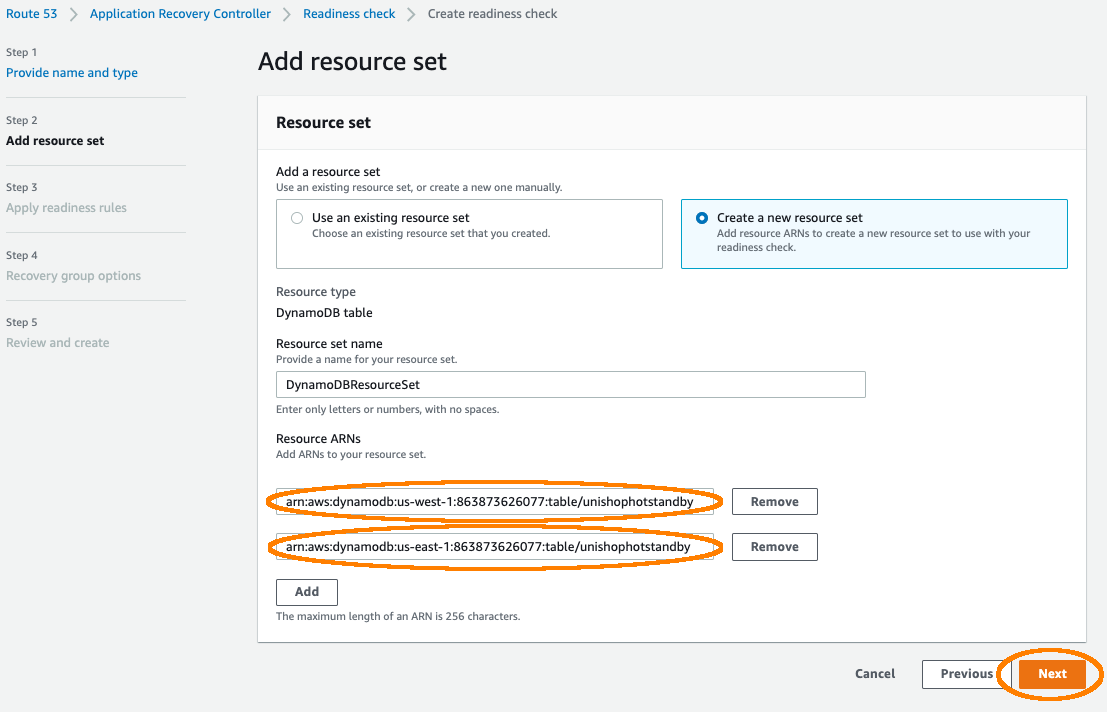 Route 53 > Application Recovery Controller > Readiness check > Create readiness check
Step 1
Provide name and type
Step 2
Add resource set
Step 3
Apply readiness rules
Step 4
Recovery group options
Step 5
Review and create
Add resource set
Resource set
Add a resource set
Use an existing resource set, or create a new one manually.
Use an existing resource set
Choose an existing resource set that you created.
Create a new resource set
Add resource ARNs to create a new resource set to use with your
readiness check.
Resource type
DynamoDB table
Resource set name
Provide a name for your resource set.
DynamoDBResourceSet
Enter only letters or numbers, with no spaces.
Resource ARNs
Add ARNs to your resource set.
arn:aws:dynamodb:us-west-1:863873626077:table/unishophotstandby Remove
arn:aws:dynamodb:us-east-1:863873626077:table/unishophotstandby Remove
Add
The maximum length of an ARN is 256 characters.
Cancel Previous Next